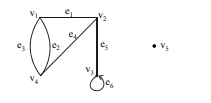 v₁ e₁ v₂
e₄
e₃ e₂ e₅ v₅
v₃
v₄ e₆